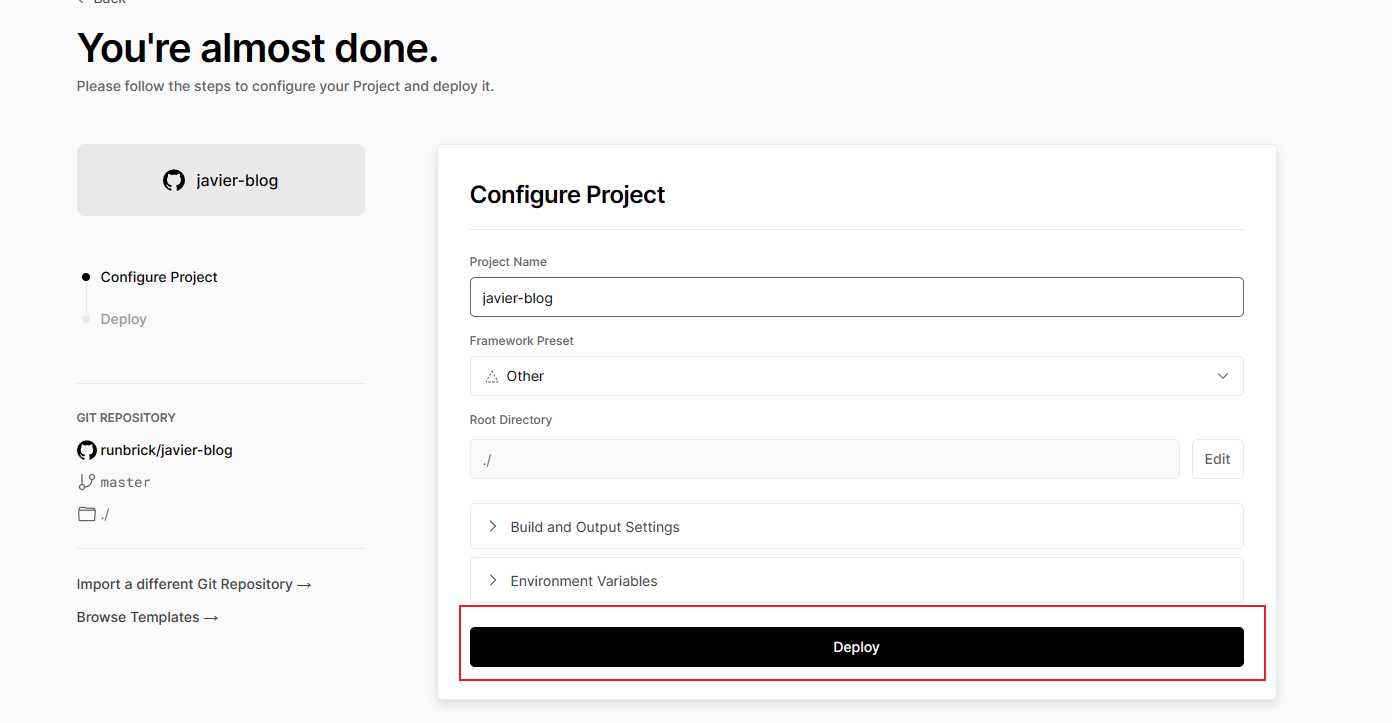 Back
You're almost done.
Please follow the steps to configure your Project and deploy it.
javier-blog
Configure Project
Deploy
GIT REPOSITORY
runbrick/javier-blog
master
./
Import a different Git Repository →
Browse Templates →
Configure Project
Project Name
javier-blog
Framework Preset
Other
Root Directory
./
Edit
Build and Output Settings
Environment Variables
Deploy